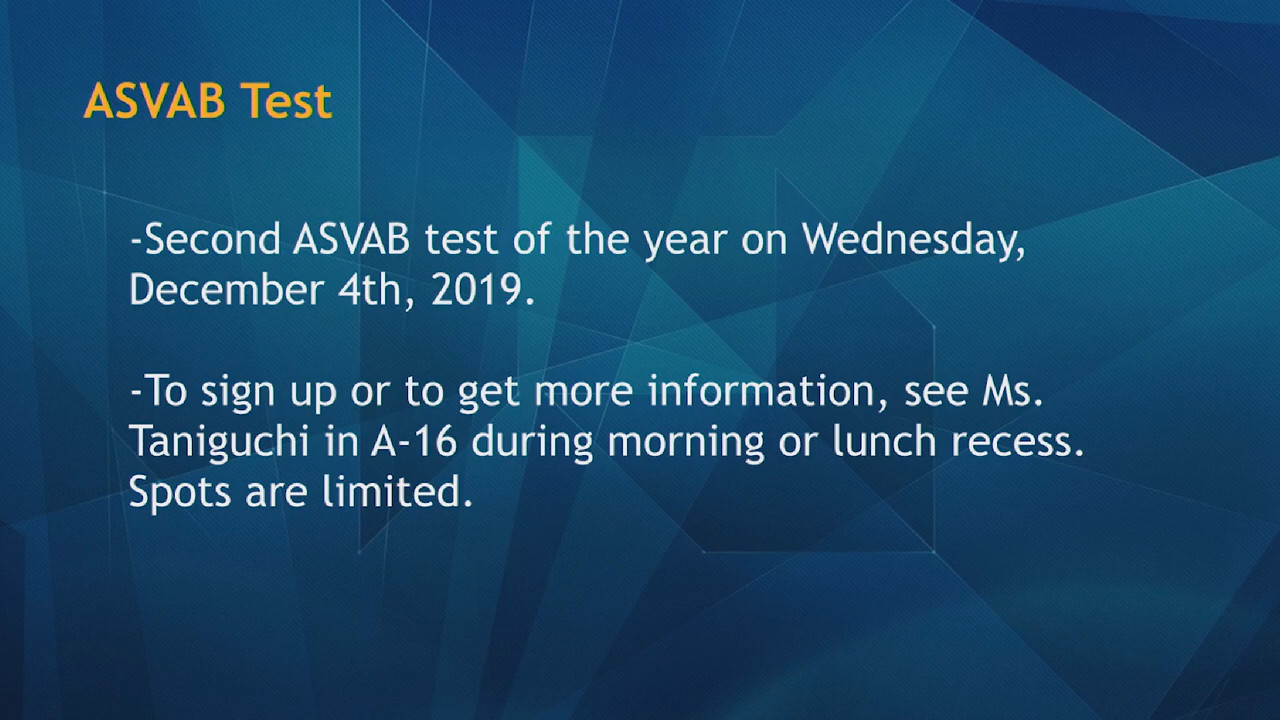 ASVAB Test
-Second ASVAB test of the year on Wednesday,
December 4th, 2019.
-To sign up or to get more information, see Ms.
Taniguchi in A-16 during morning or lunch recess.
Spots are limited.